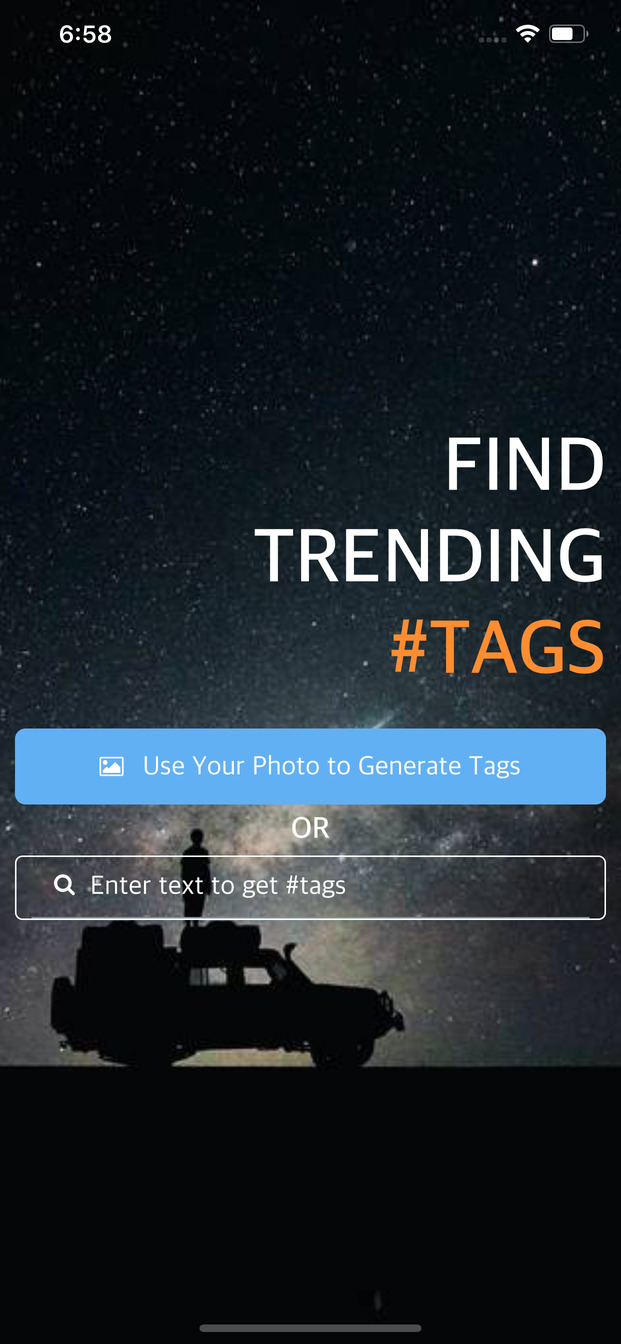 6:58
FIND
TRENDING
#TAGS
Use Your Photo to Generate Tags
OR
Enter text to get #tags